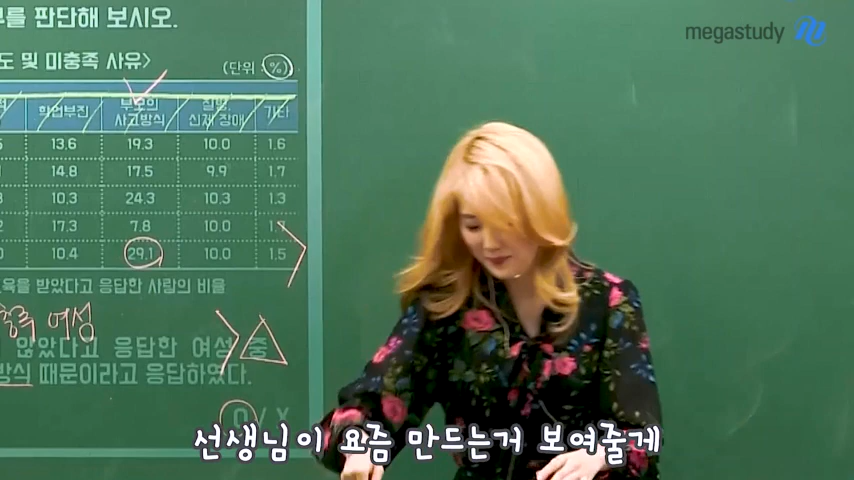 megastudy
부를 판단해 보시오.
도 및 미충족 사유>
(단위 : %)
학업부진 부모의 사고방식 질병, 신체 장애 기타
13.6 19.3 10.0 1.6
14.8 17.5 9.9 1.7
10.3 24.3 10.3 1.3
17.3 7.8 10.0
10.4 29.1 10.0 1.5
육을 받았다고 응답한 사람의 비율
충족 여성
않았다고 응답한 여성 중
방식 때문이라고 응답하였다.
O / X
선생님이 요즘 만드는거 보여줄게